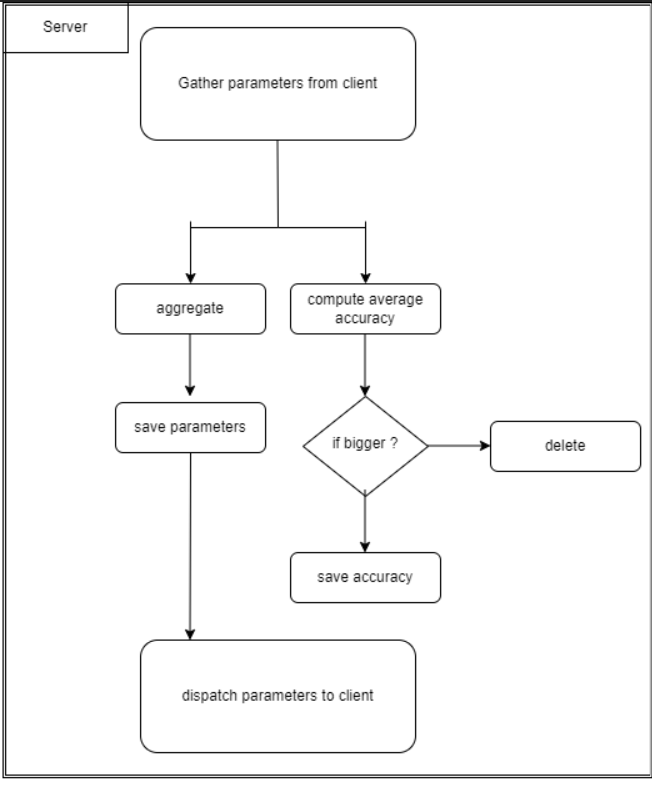 Server
Gather parameters from client
aggregate
compute average
accuracy
save parameters
if bigger ?
delete
save accuracy
dispatch parameters to client